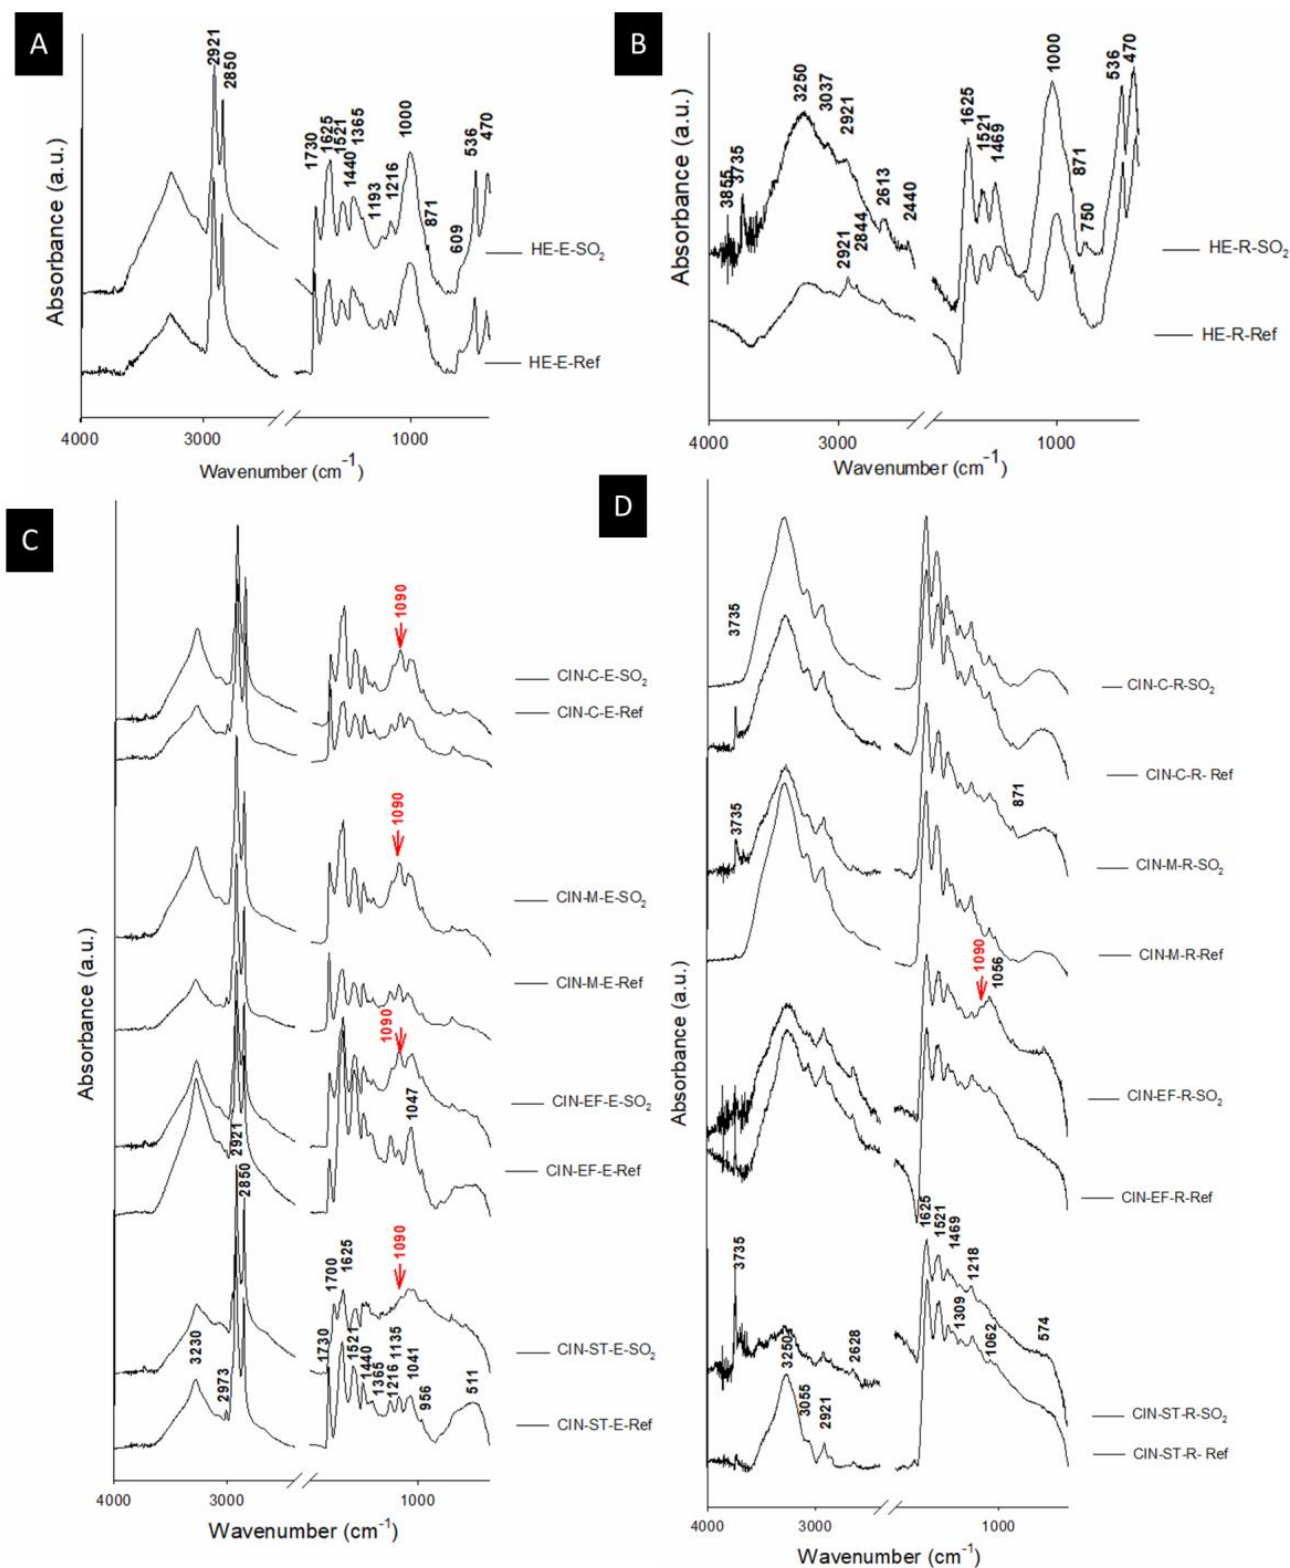 A
2921
2850
1730
1625
1521
1440
1365
1193
1216
1000
871
609
536
470
HE-E-SO₂
HE-E-Ref
Absorbance (a.u.)
4000
3000
1000
Wavenumber (cm⁻¹)
B
3855
3735
3250
3037
2921
2613
2440
2921
2844
1625
1521
1469
1000
871
750
536
470
HE-R-SO₂
HE-R-Ref
Absorbance (a.u.)
4000
3000
1000
Wavenumber (cm⁻¹)
C
1090
CIN-C-E-SO₂
CIN-C-E-Ref
1090
CIN-M-E-SO₂
CIN-M-E-Ref
1090
1047
CIN-EF-E-SO₂
2921
2850
CIN-EF-E-Ref
1090
1700
1625
CIN-ST-E-SO₂
3230
2973
1730
1521
1440
1365
1216
1135
1041
956
511
CIN-ST-E-Ref
Absorbance (a.u.)
4000
3000
1000
Wavenumber (cm⁻¹)
D
3735
CIN-C-R-SO₂
CIN-C-R- Ref
3735
871
CIN-M-R-SO₂
CIN-M-R-Ref
1090
1056
CIN-EF-R-SO₂
CIN-EF-R-Ref
3735
1625
1521
1469
1218
1309
1062
574
3250
2628
3055
2921
CIN-ST-R-SO₂
CIN-ST-R- Ref
Absorbance (a.u.)
4000
3000
1000
Wavenumber (cm⁻¹)